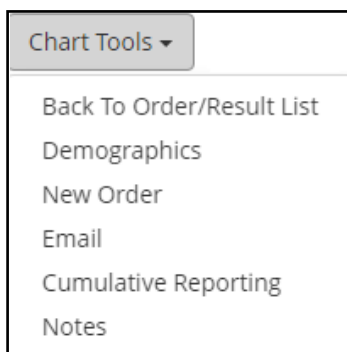 Chart Tools
Back To Order/Result List
Demographics
New Order
Email
Cumulative Reporting
Notes